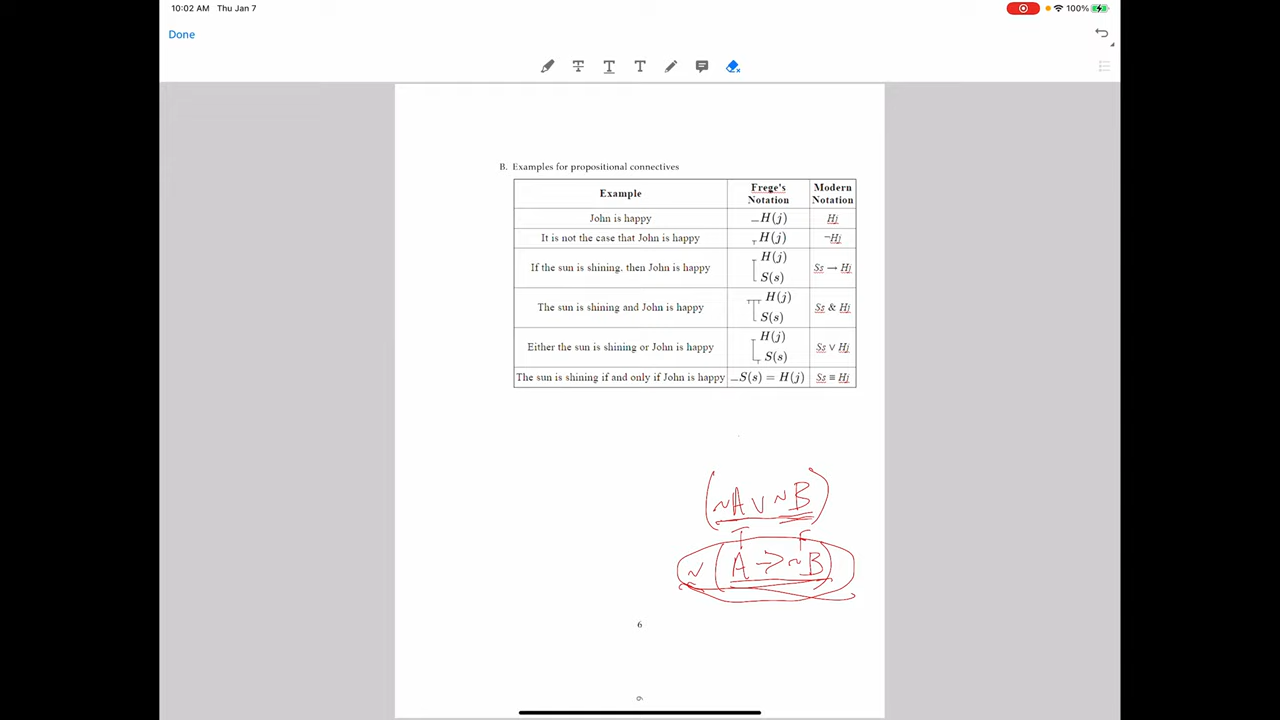 10:02 AM Thu Jan 7
100%
Done
B. Examples for propositional connectives
Example Frege's Notation Modern Notation
John is happy —H(j) Hj
It is not the case that John is happy ⊤H(j) ¬Hj
If the sun is shining, then John is happy H(j) S(s) Ss → Hj
The sun is shining and John is happy H(j) S(s) Ss & Hj
Either the sun is shining or John is happy H(j) S(s) Ss ∨ Hj
The sun is shining if and only if John is happy —S(s) = H(j) Ss ≡ Hj
(~A ∨ ~B)
T F
~(A → ~B)
6